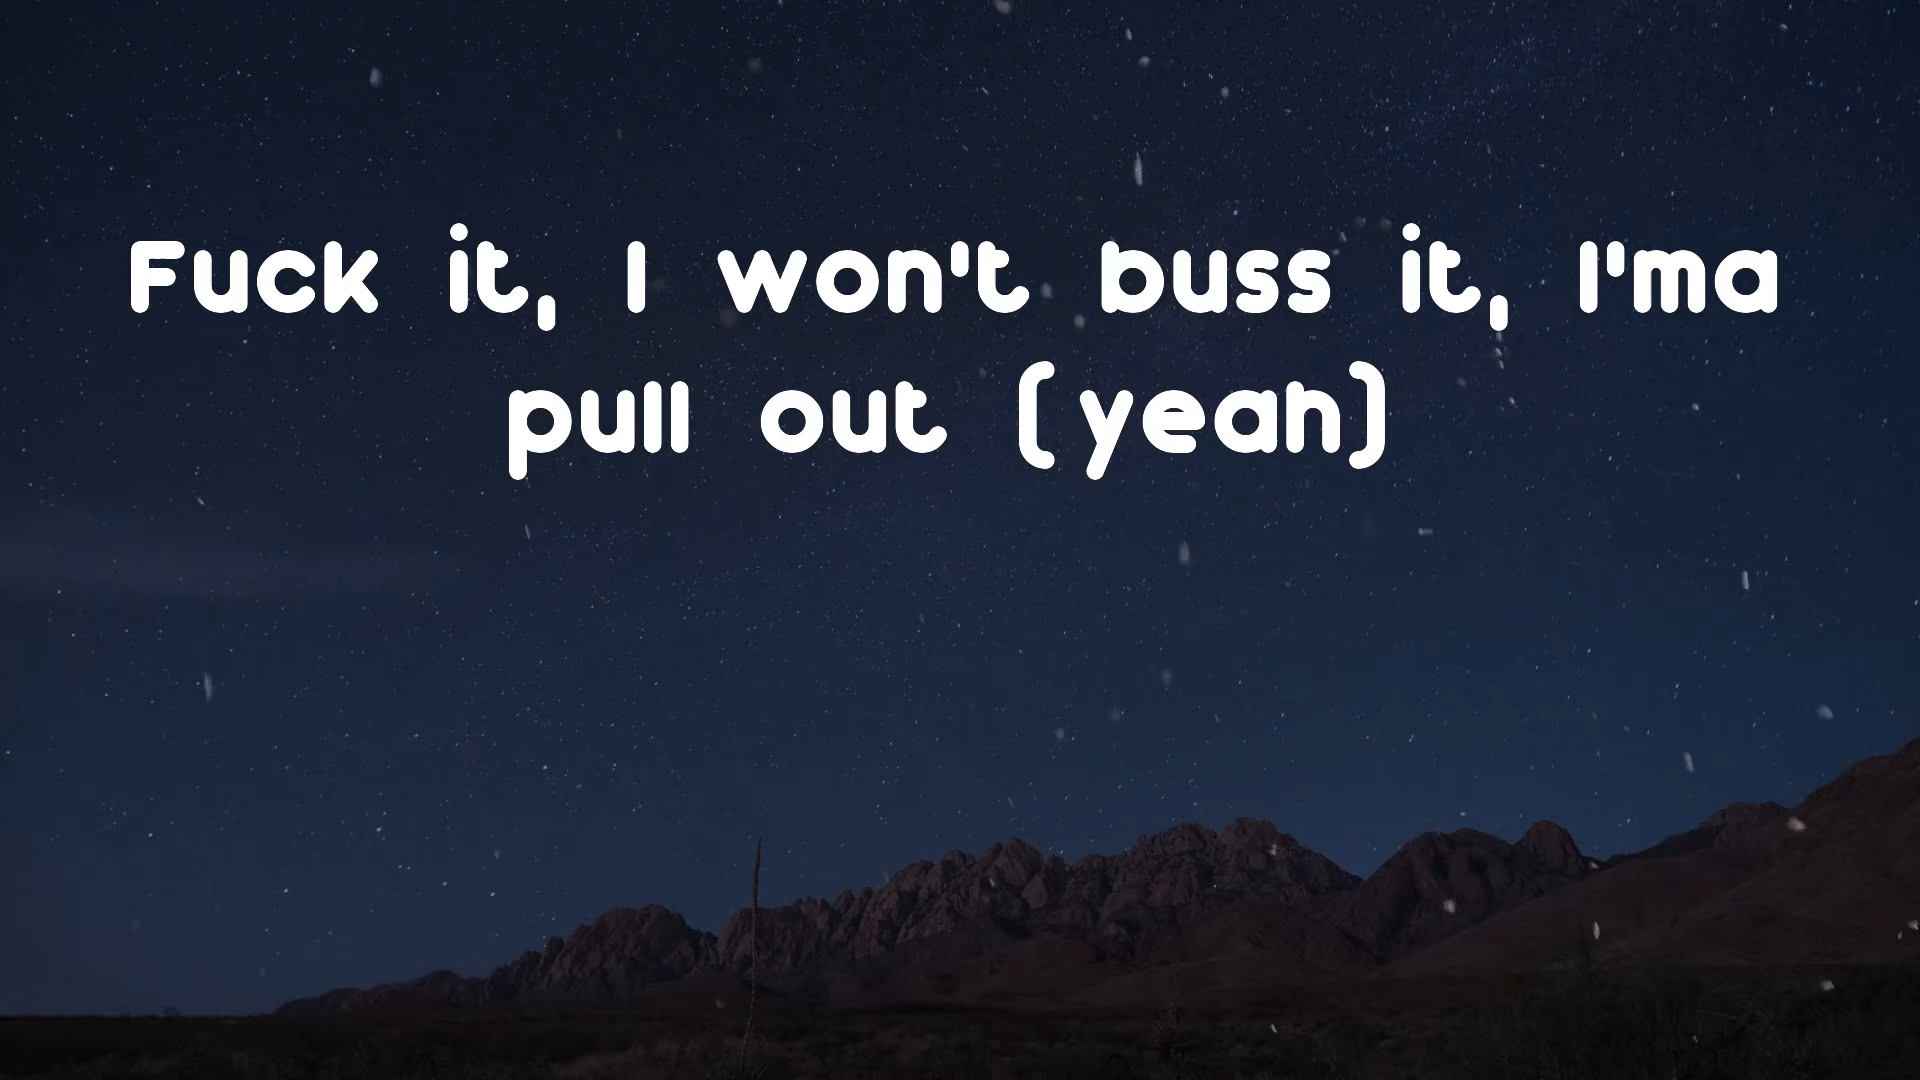 Fuck it, I won't buss it, I'ma
pull out (yeah)